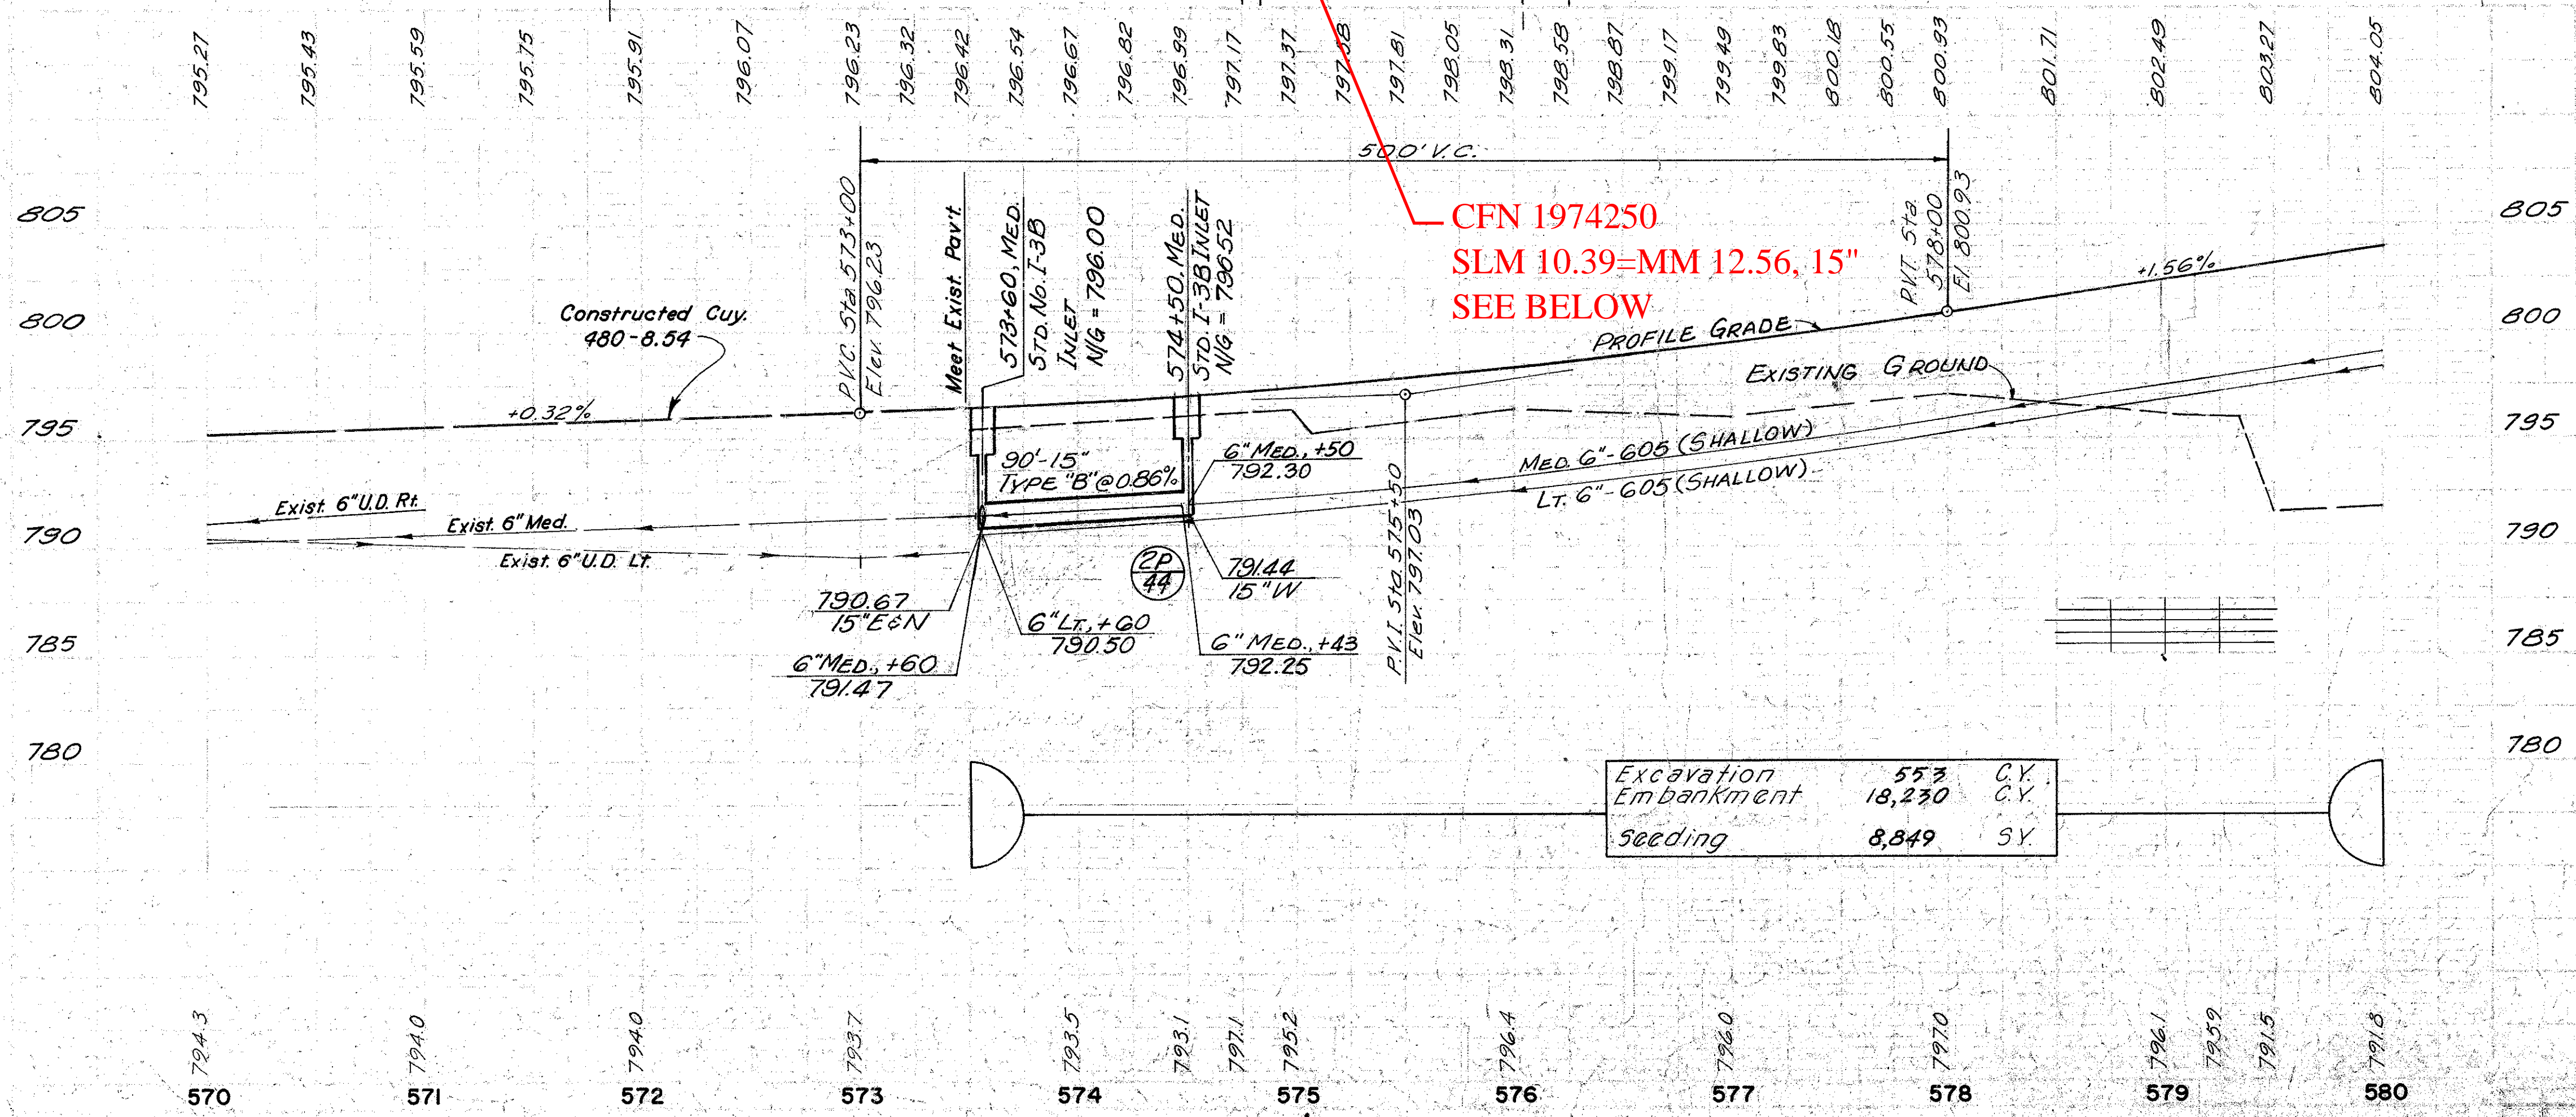 795.27 795.43 795.59 795.75 795.91 796.07 796.23 796.32 796.42 796.54 796.67 796.82 796.99 797.17 797.37 797.58 797.81 798.05 798.31 798.58 798.87 799.17 799.49 799.83 800.18 800.55 800.93 801.71 802.49 803.27 804.05
500' V.C.
805
800
795
790
785
780
Constructed Cuy.
480-8.54
+0.32%
P.V.C. Sta. 573+00
Elev. 796.23
Meet Exist. Pav't.
573+60, MED.
STD. No. I-3B
INLET
N/G = 796.00
574+50, MED.
STD. I-3B INLET
N/G = 796.52
CFN 1974250
SLM 10.39=MM 12.56, 15"
SEE BELOW
P.V.T. Sta.
578+00
El. 800.93
+1.56%
PROFILE GRADE
EXISTING GROUND
90'-15"
TYPE "B" @ 0.86%
6" MED., +50
792.30
MED. 6"-605 (SHALLOW)
LT. 6"-605 (SHALLOW)
Exist. 6" U.D. Rt.
Exist. 6" Med.
Exist. 6" U.D. Lt.
2P
44
791.44
15" W
790.67
15" E&N
6" LT., +60
790.50
6" MED., +60
791.47
6" MED., +43
792.25
P.V.I. Sta. 575+50
Elev. 797.03
805
800
795
790
785
780
Excavation 553 C.Y.
Embankment 18,230 C.Y.
Seeding 8,849 S.Y.
794.3 794.0 794.0 793.7 793.5 793.1 797.1 795.2 796.4 796.0 797.0 796.1 795.9 791.5 791.8
570 571 572 573 574 575 576 577 578 579 580